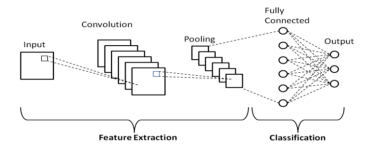 Input
Convolution
Pooling
Fully
Connected
Output
Feature Extraction
Classification